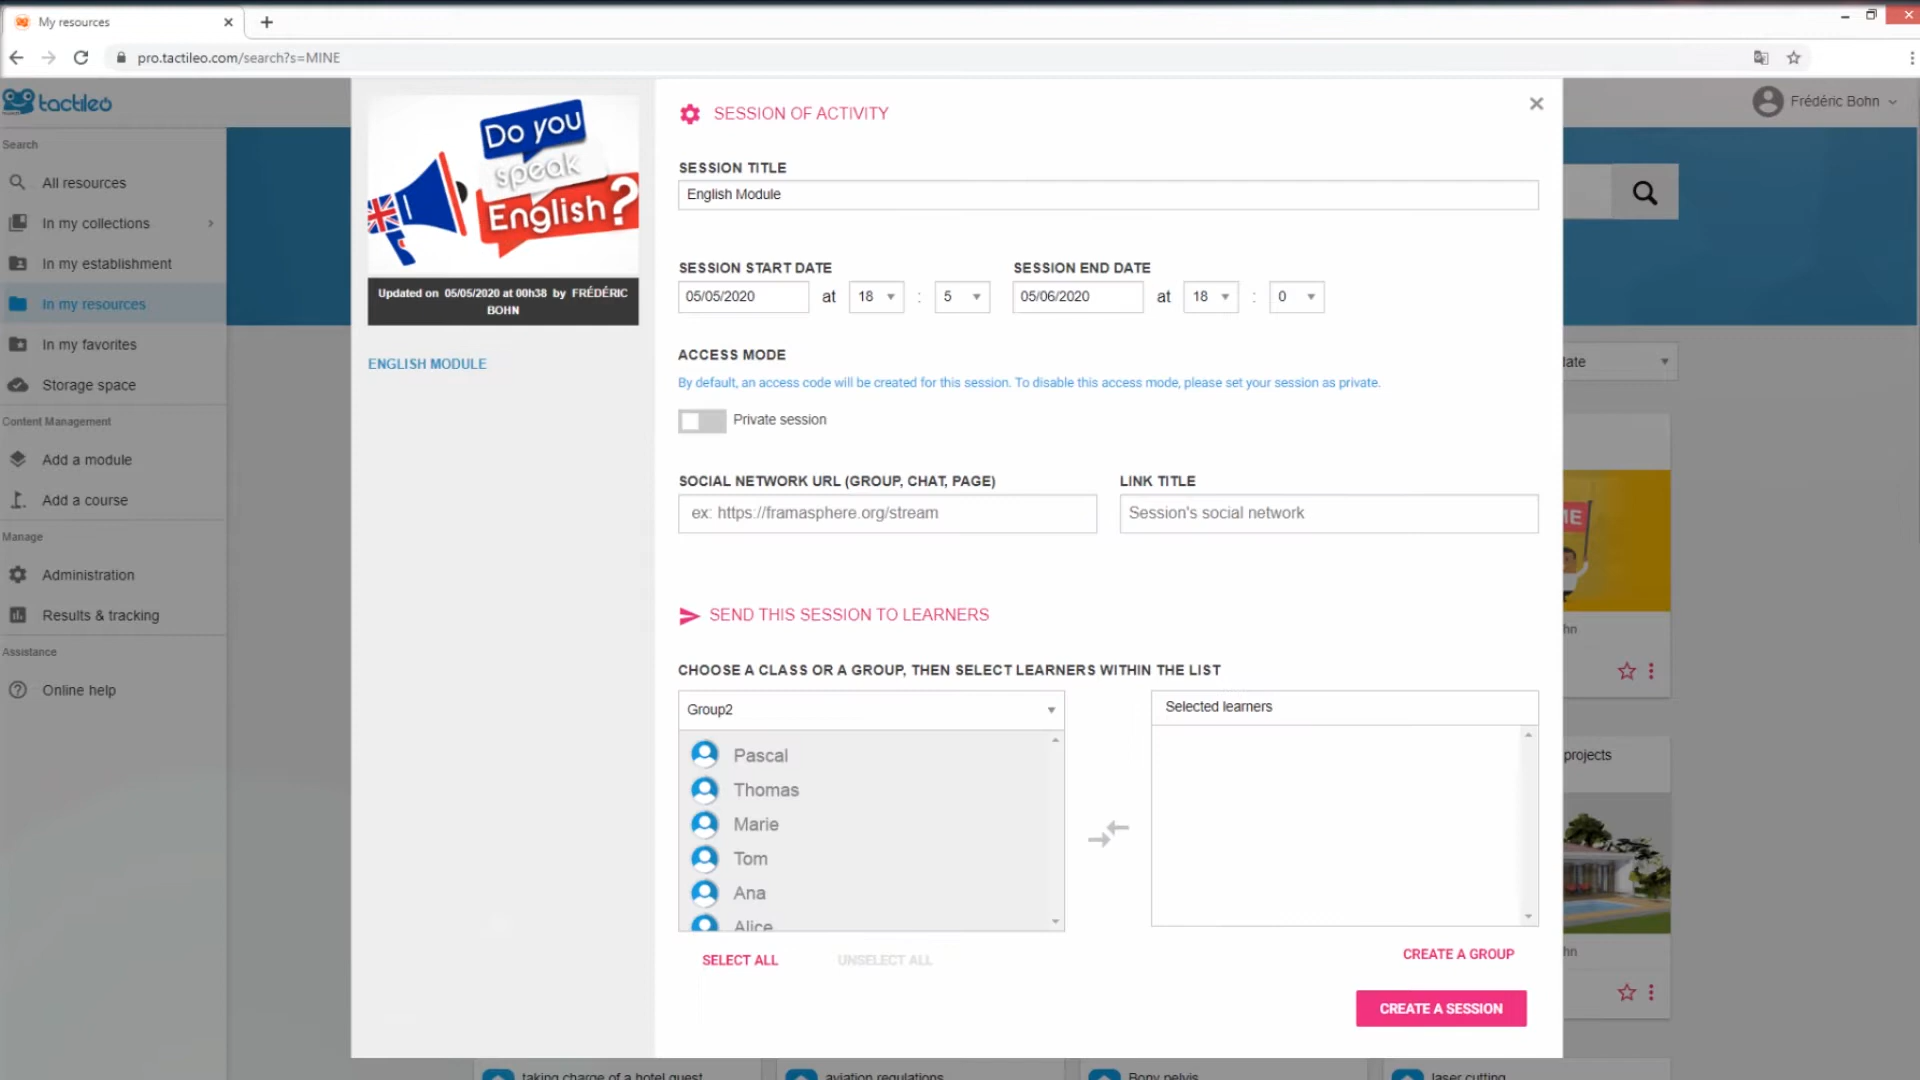 My resources
pro.tactileo.com/search?s=MINE
tactileo
Frédéric Bohn
Search
All resources
In my collections
In my establishment
In my resources
In my favorites
Storage space
Content Management
Add a module
Add a course
Manage
Administration
Results & tracking
Assistance
Online help
Do you
speak
English?
Updated on 05/05/2020 at 00h38 by FRÉDÉRIC
BOHN
ENGLISH MODULE
SESSION OF ACTIVITY
SESSION TITLE
English Module
SESSION START DATE
SESSION END DATE
05/05/2020 at 18 : 5
05/06/2020 at 18 : 0
ACCESS MODE
By default, an access code will be created for this session. To disable this access mode, please set your session as private.
Private session
SOCIAL NETWORK URL (GROUP, CHAT, PAGE)
LINK TITLE
ex: https://framasphere.org/stream
Session's social network
SEND THIS SESSION TO LEARNERS
CHOOSE A CLASS OR A GROUP, THEN SELECT LEARNERS WITHIN THE LIST
Group2
Selected learners
Pascal
Thomas
Marie
Tom
Ana
Alice
SELECT ALL
UNSELECT ALL
CREATE A GROUP
CREATE A SESSION
projects
taking charge of a hotel guest
aviation regulations
Bony pelvis
laser cutting